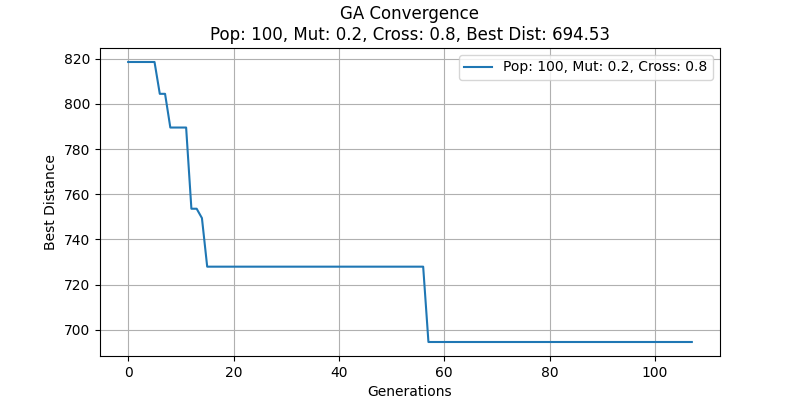 GA Convergence
Pop: 100, Mut: 0.2, Cross: 0.8, Best Dist: 694.53
Pop: 100, Mut: 0.2, Cross: 0.8
Best Distance
820
800
780
760
740
720
700
0 20 40 60 80 100
Generations